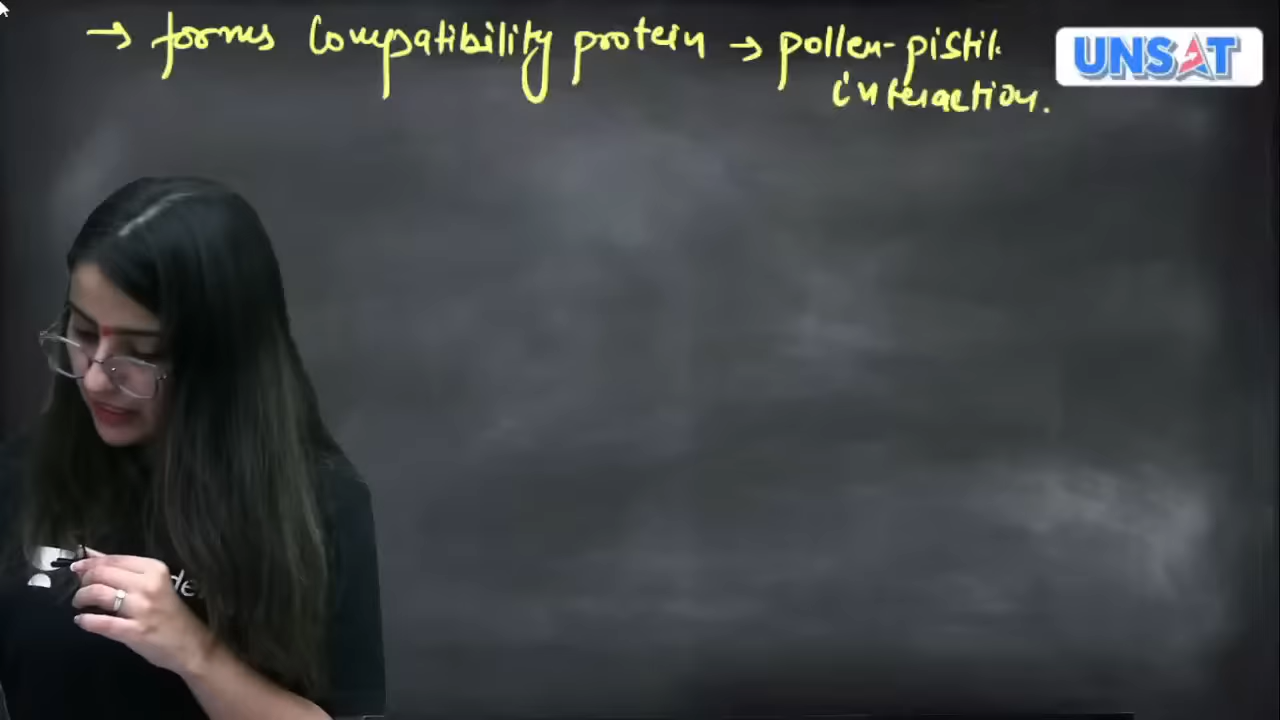 → forms Compatibility protein → pollen-pistil
interaction.
UNSAT